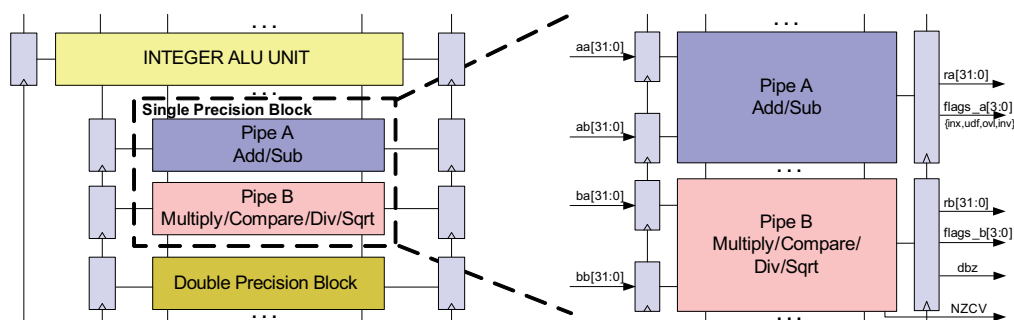 . . .
INTEGER ALU UNIT
. . .
Single Precision Block
Pipe A
Add/Sub
Pipe B
Multiply/Compare/Div/Sqrt
Double Precision Block
. . .
. . .
aa[31:0]
ab[31:0]
Pipe A
Add/Sub
ra[31:0]
flags_a[3:0]
{inx,udf,ovl,inv}
. . .
ba[31:0]
bb[31:0]
Pipe B
Multiply/Compare/
Div/Sqrt
rb[31:0]
flags_b[3:0]
dbz
NZCV
. . .